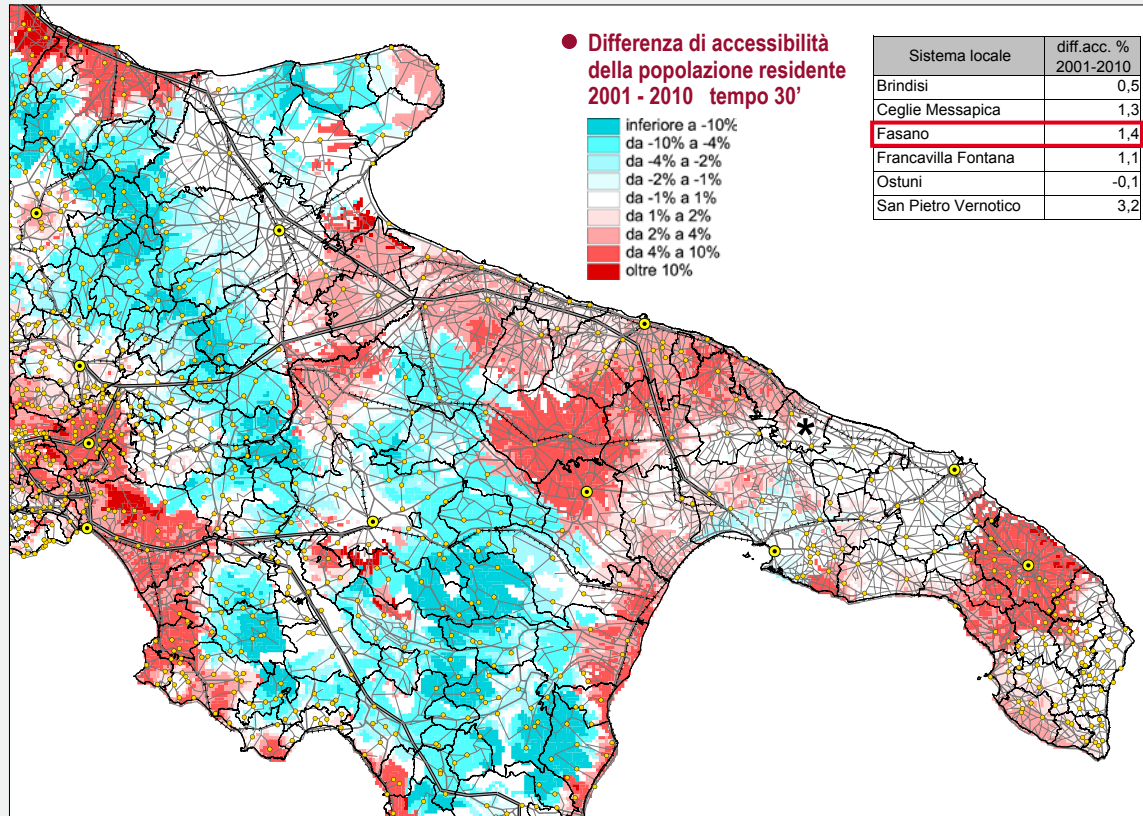 Differenza di accessibilità
della popolazione residente
2001 - 2010 tempo 30’
inferiore a -10%
da -10% a -4%
da -4% a -2%
da -2% a -1%
da -1% a 1%
da 1% a 2%
da 2% a 4%
da 4% a 10%
oltre 10%
Sistema locale diff.acc. %
2001-2010
Brindisi 0,5
Ceglie Messapica 1,3
Fasano 1,4
Francavilla Fontana 1,1
Ostuni -0,1
San Pietro Vernotico 3,2
*